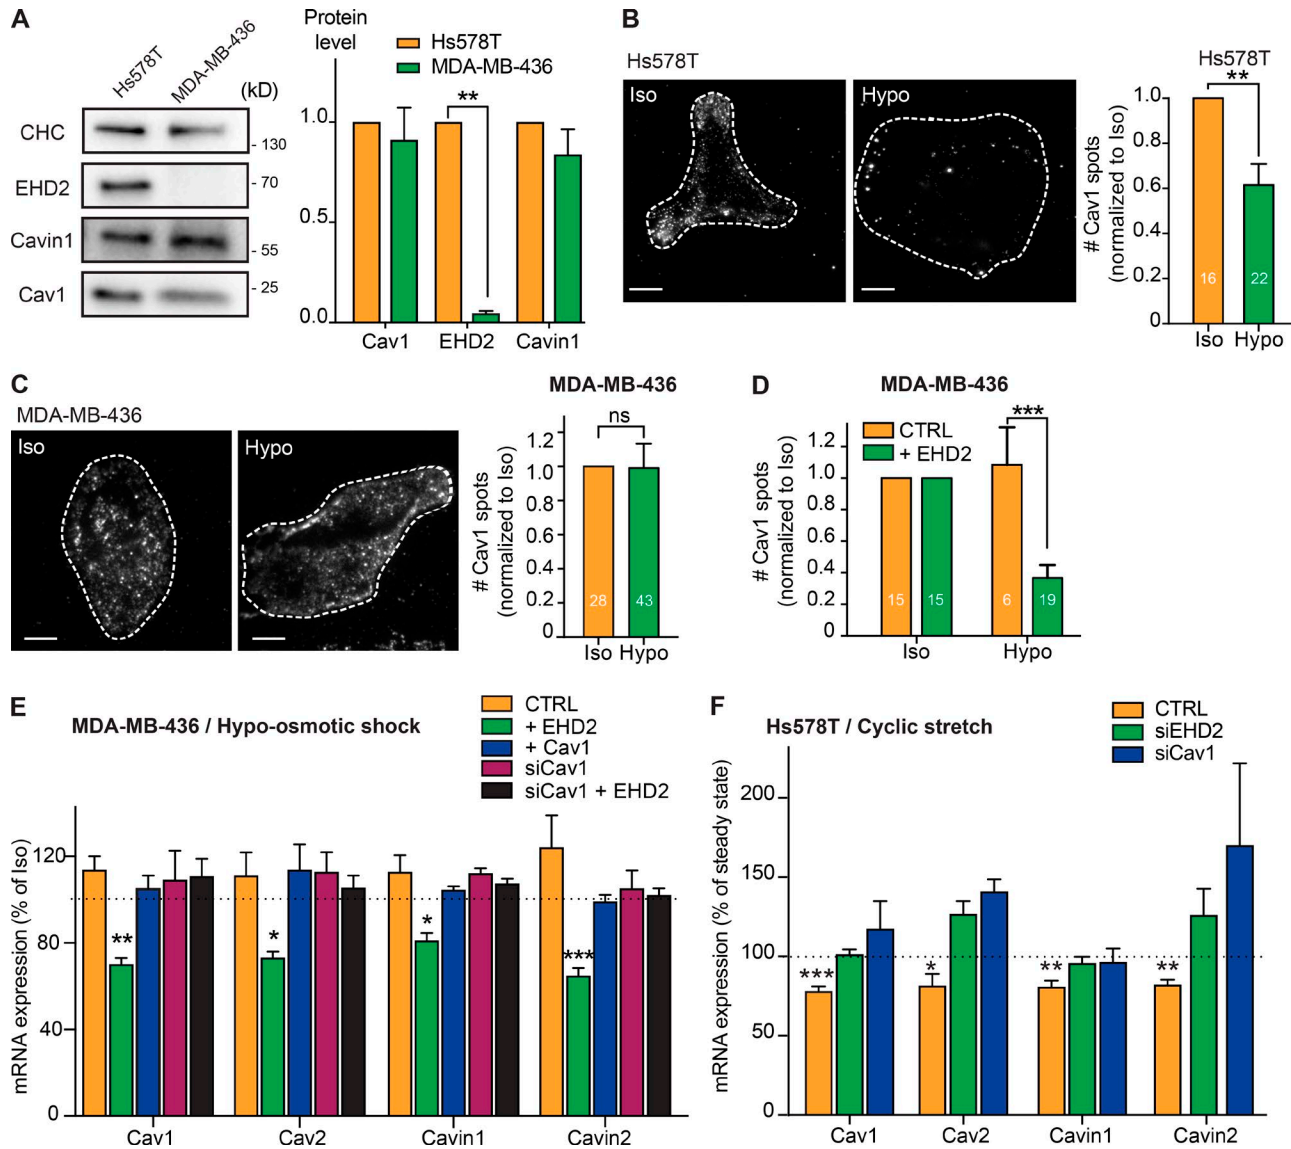 A
Hs578T
MDA-MB-436
(kD)
CHC
- 130
EHD2
- 70
Cavin1
- 55
Cav1
- 25
Protein
level
Hs578T
MDA-MB-436
**
1.0
0.5
0.0
Cav1 EHD2 Cavin1
B
Hs578T
Iso
Hypo
Hs578T
**
# Cav1 spots
(normalized to Iso)
1.0
0.8
0.6
0.4
0.2
0
16
22
Iso Hypo
C
MDA-MB-436
Iso
Hypo
MDA-MB-436
ns
# Cav1 spots
(normalized to Iso)
1.2
1.0
0.8
0.6
0.4
0.2
0
28
43
Iso Hypo
D
MDA-MB-436
CTRL
+ EHD2
***
# Cav1 spots
(normalized to Iso)
1.2
1.0
0.8
0.6
0.4
0.2
0
15
15
6
19
Iso Hypo
E
MDA-MB-436 / Hypo-osmotic shock
CTRL
+ EHD2
+ Cav1
siCav1
siCav1 + EHD2
mRNA expression (% of Iso)
120
80
40
0
**
*
*
***
Cav1 Cav2 Cavin1 Cavin2
F
Hs578T / Cyclic stretch
CTRL
siEHD2
siCav1
mRNA expression (% of steady state)
200
150
100
50
0
***
*
**
**
Cav1 Cav2 Cavin1 Cavin2